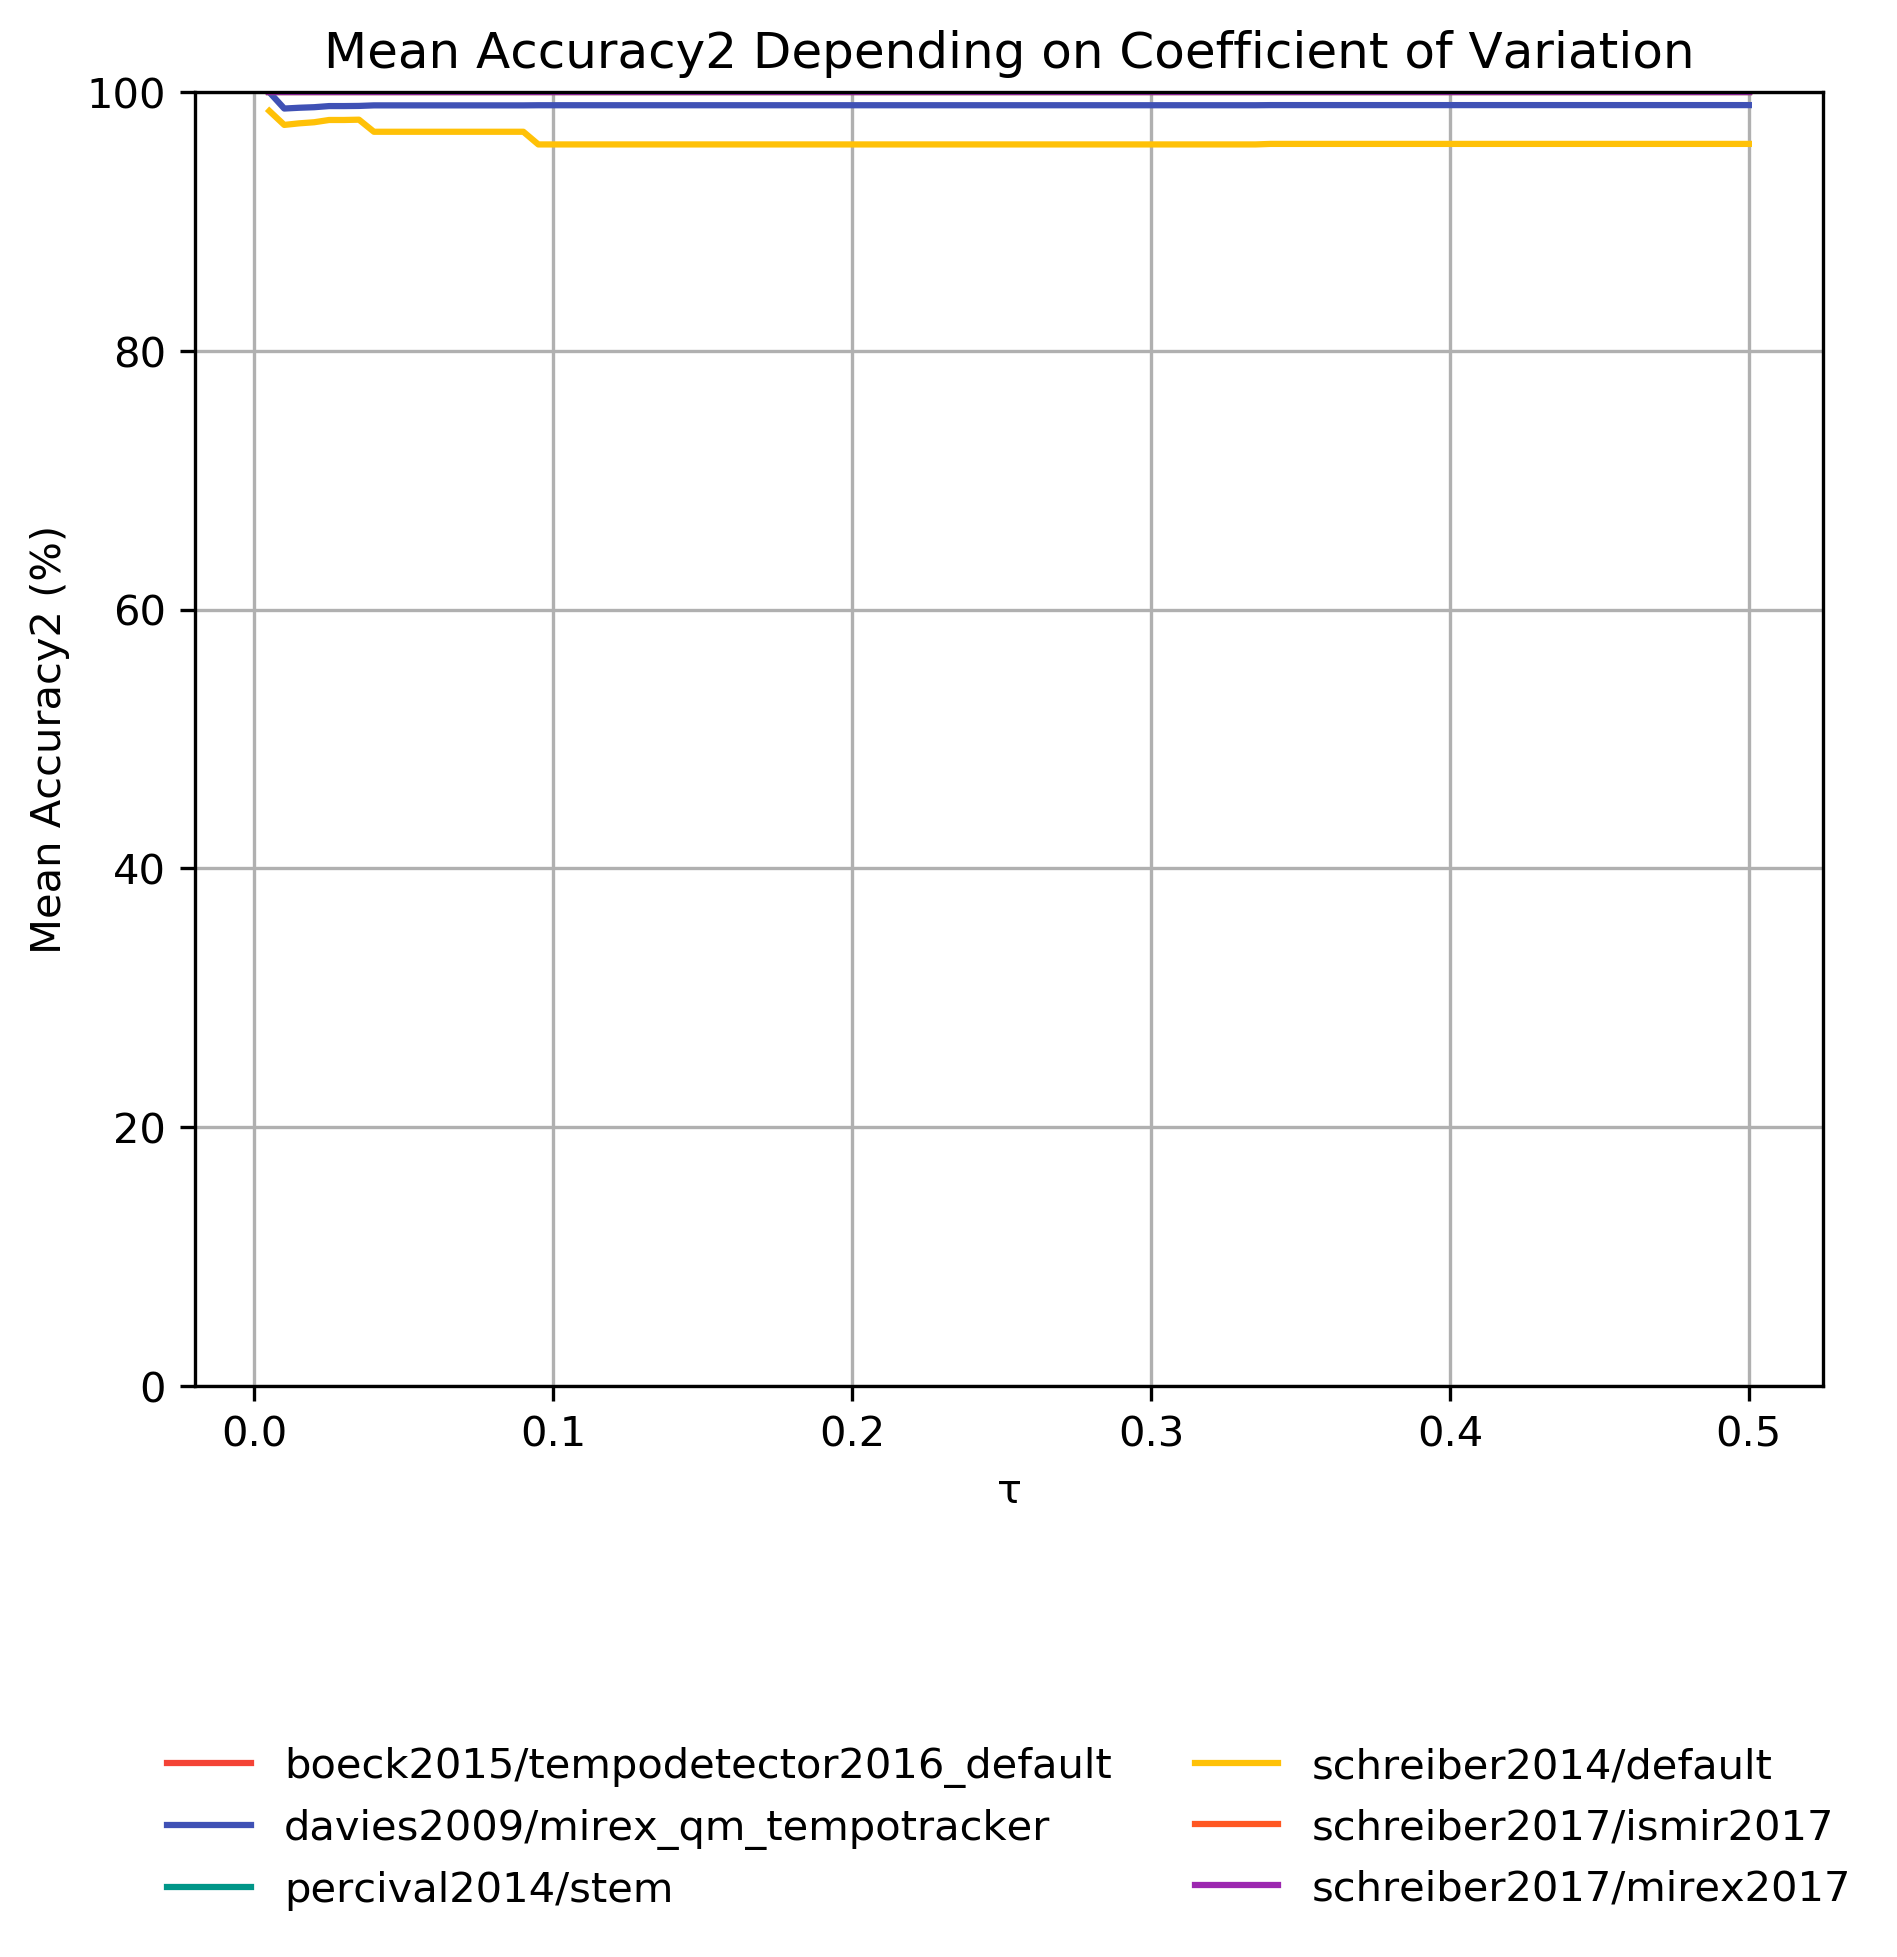 Mean Accuracy2 Depending on Coefficient of Variation
100
80
60
40
20
0
Mean Accuracy2 (%)
0.0 0.1 0.2 0.3 0.4 0.5
τ
boeck2015/tempodetector2016_default
davies2009/mirex_qm_tempotracker
percival2014/stem
schreiber2014/default
schreiber2017/ismir2017
schreiber2017/mirex2017